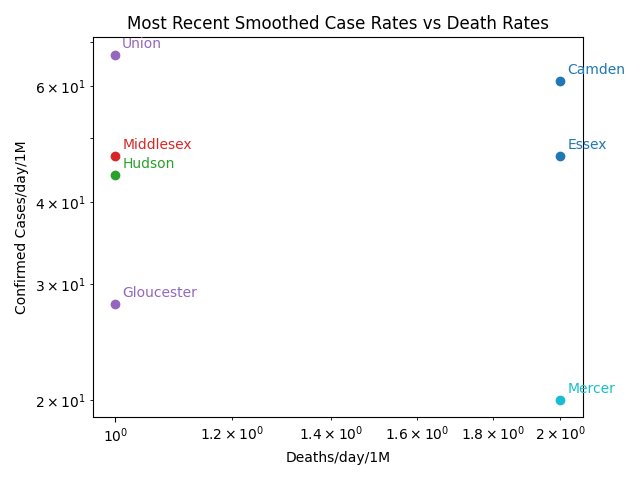 Most Recent Smoothed Case Rates vs Death Rates
Union
Camden
6 × 10¹
Middlesex
Essex
Hudson
4 × 10¹
Confirmed Cases/day/1M
3 × 10¹
Gloucester
Mercer
2 × 10¹
10⁰
1.2 × 10⁰
1.4 × 10⁰
1.6 × 10⁰
1.8 × 10⁰
2 × 10⁰
Deaths/day/1M